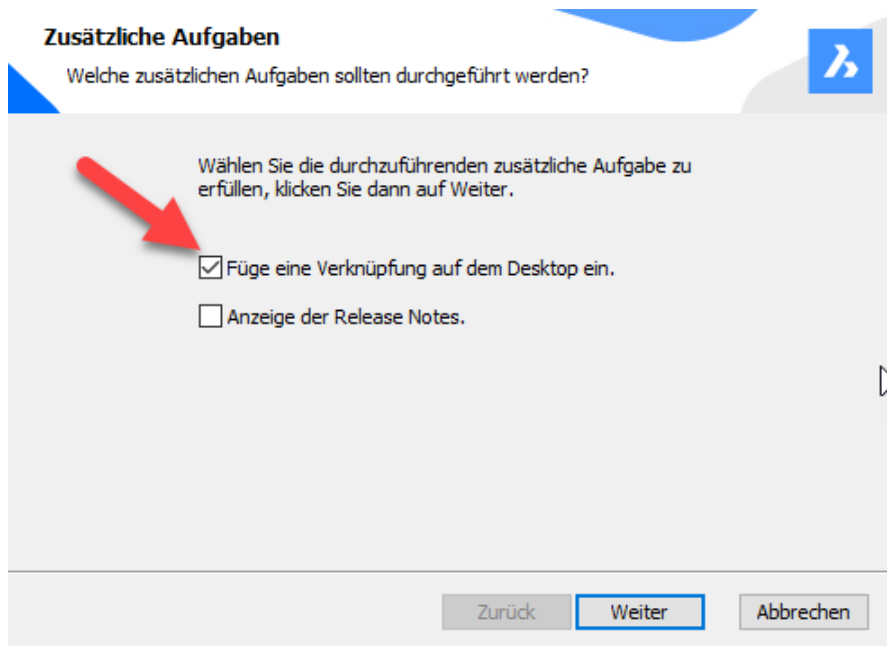 Zusätzliche Aufgaben
Welche zusätzlichen Aufgaben sollten durchgeführt werden?
Wählen Sie die durchzuführenden zusätzliche Aufgabe zu
erfüllen, klicken Sie dann auf Weiter.
Füge eine Verknüpfung auf dem Desktop ein.
Anzeige der Release Notes.
Zurück Weiter Abbrechen